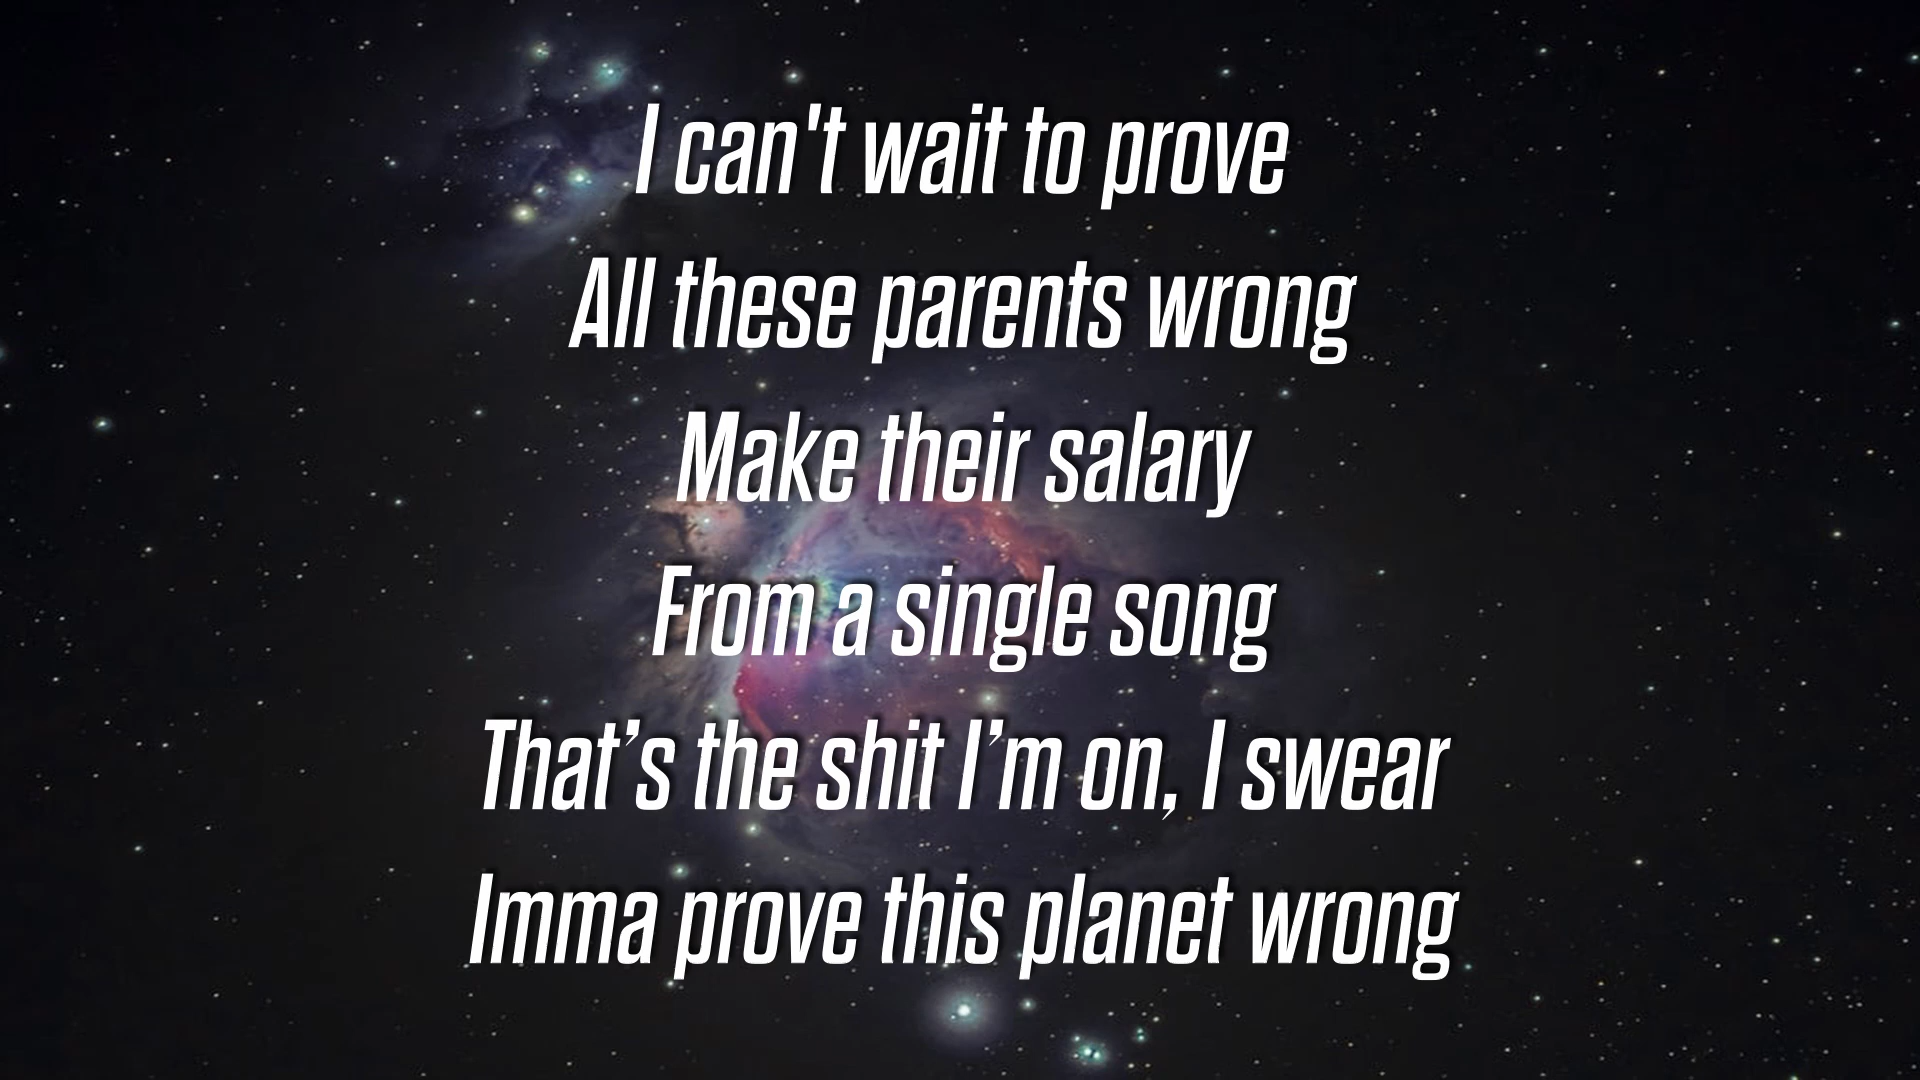 I can't wait to prove
All these parents wrong
Make their salary
From a single song
That’s the shit I’m on, I swear
Imma prove this planet wrong